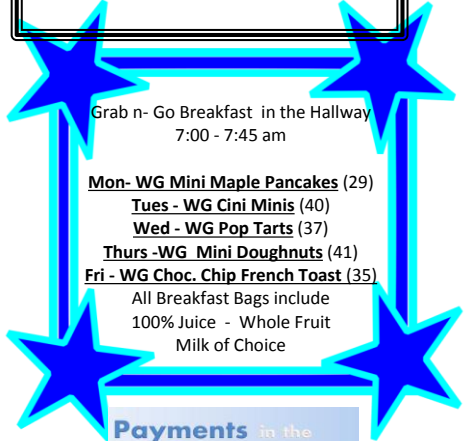 Grab n- Go Breakfast in the Hallway
7:00 - 7:45 am
Mon- WG Mini Maple Pancakes (29)
Tues - WG Cini Minis (40)
Wed - WG Pop Tarts (37)
Thurs -WG Mini Doughnuts (41)
Fri - WG Choc. Chip French Toast (35)
All Breakfast Bags include
100% Juice - Whole Fruit
Milk of Choice
Payments in the